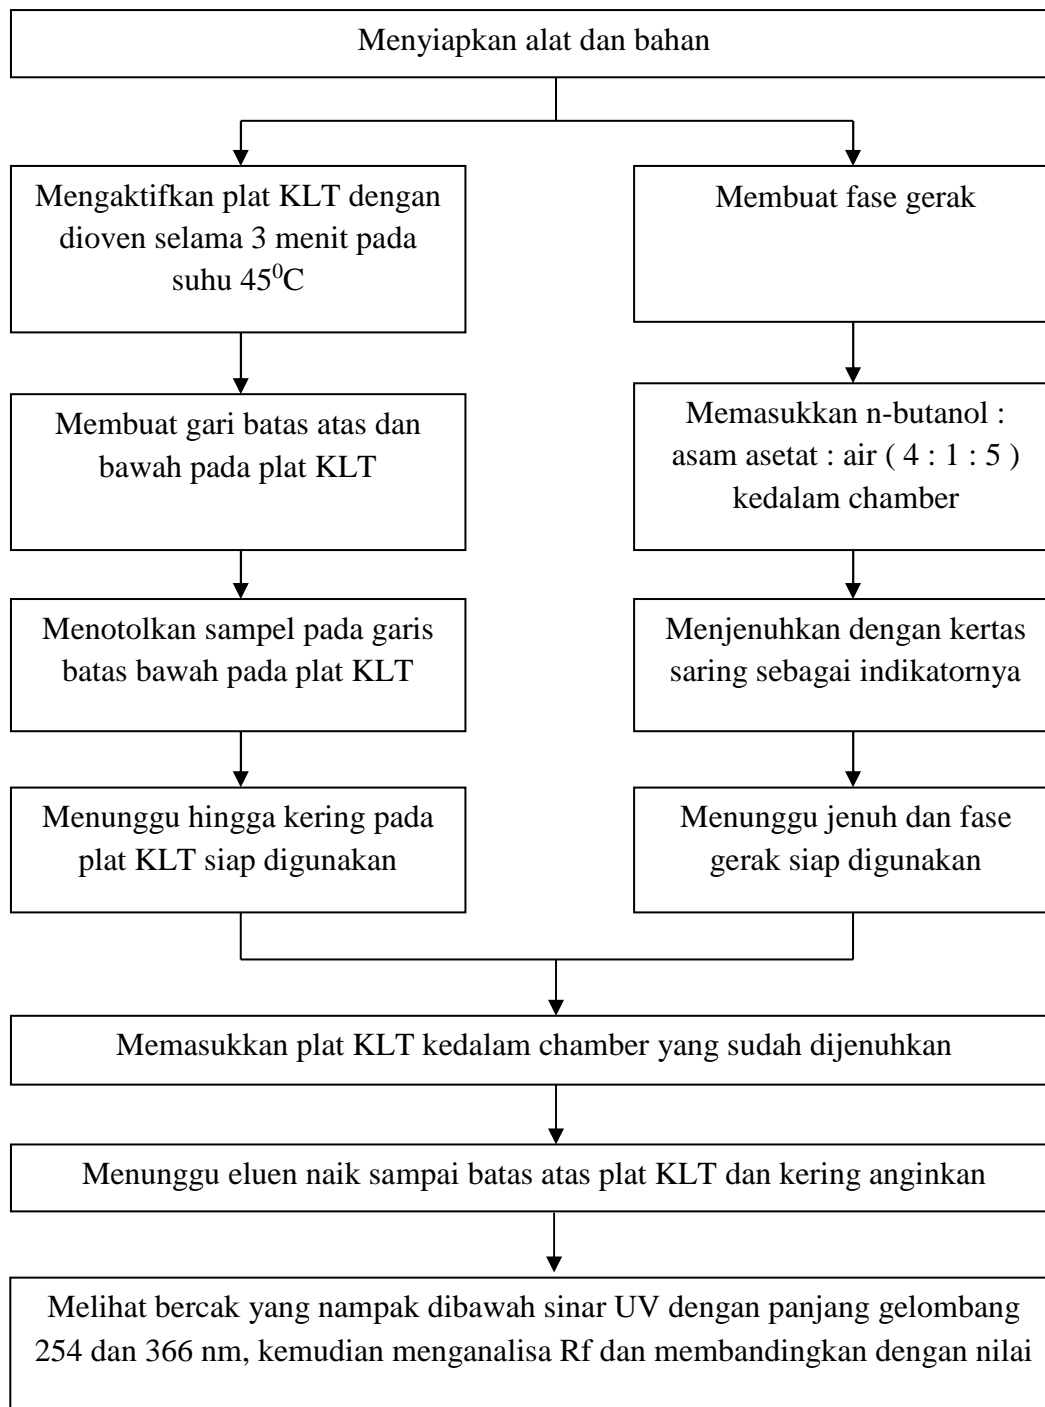 Menyiapkan alat dan bahan
Mengaktifkan plat KLT dengan
dioven selama 3 menit pada
suhu 45⁰C
Membuat fase gerak
Membuat gari batas atas dan
bawah pada plat KLT
Memasukkan n-butanol :
asam asetat : air ( 4 : 1 : 5 )
kedalam chamber
Menotolkan sampel pada garis
batas bawah pada plat KLT
Menjenuhkan dengan kertas
saring sebagai indikatornya
Menunggu hingga kering pada
plat KLT siap digunakan
Menunggu jenuh dan fase
gerak siap digunakan
Memasukkan plat KLT kedalam chamber yang sudah dijenuhkan
Menunggu eluen naik sampai batas atas plat KLT dan kering anginkan
Melihat bercak yang nampak dibawah sinar UV dengan panjang gelombang
254 dan 366 nm, kemudian menganalisa Rf dan membandingkan dengan nilai